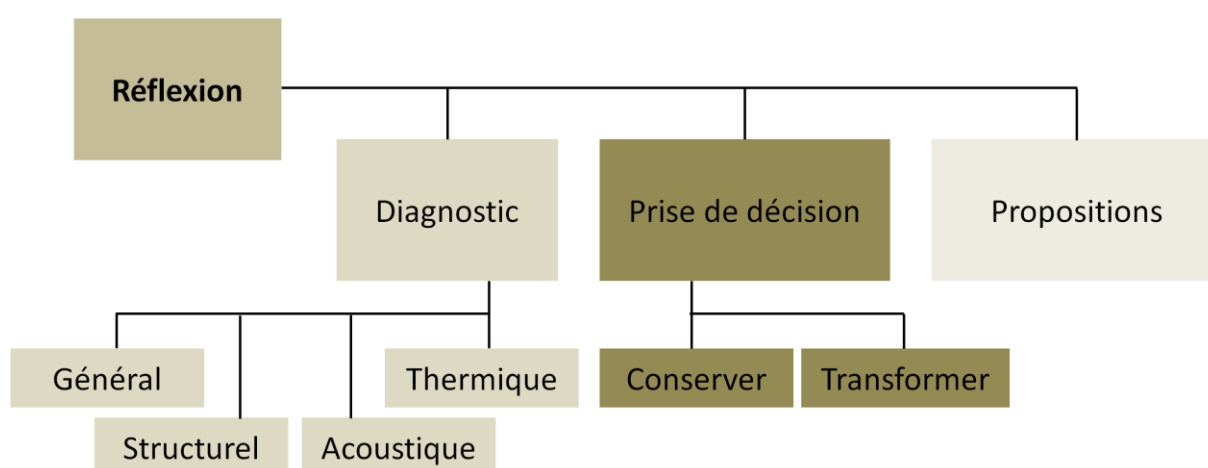 Réflexion
Diagnostic
Prise de décision
Propositions
Général
Thermique
Conserver
Transformer
Structurel
Acoustique